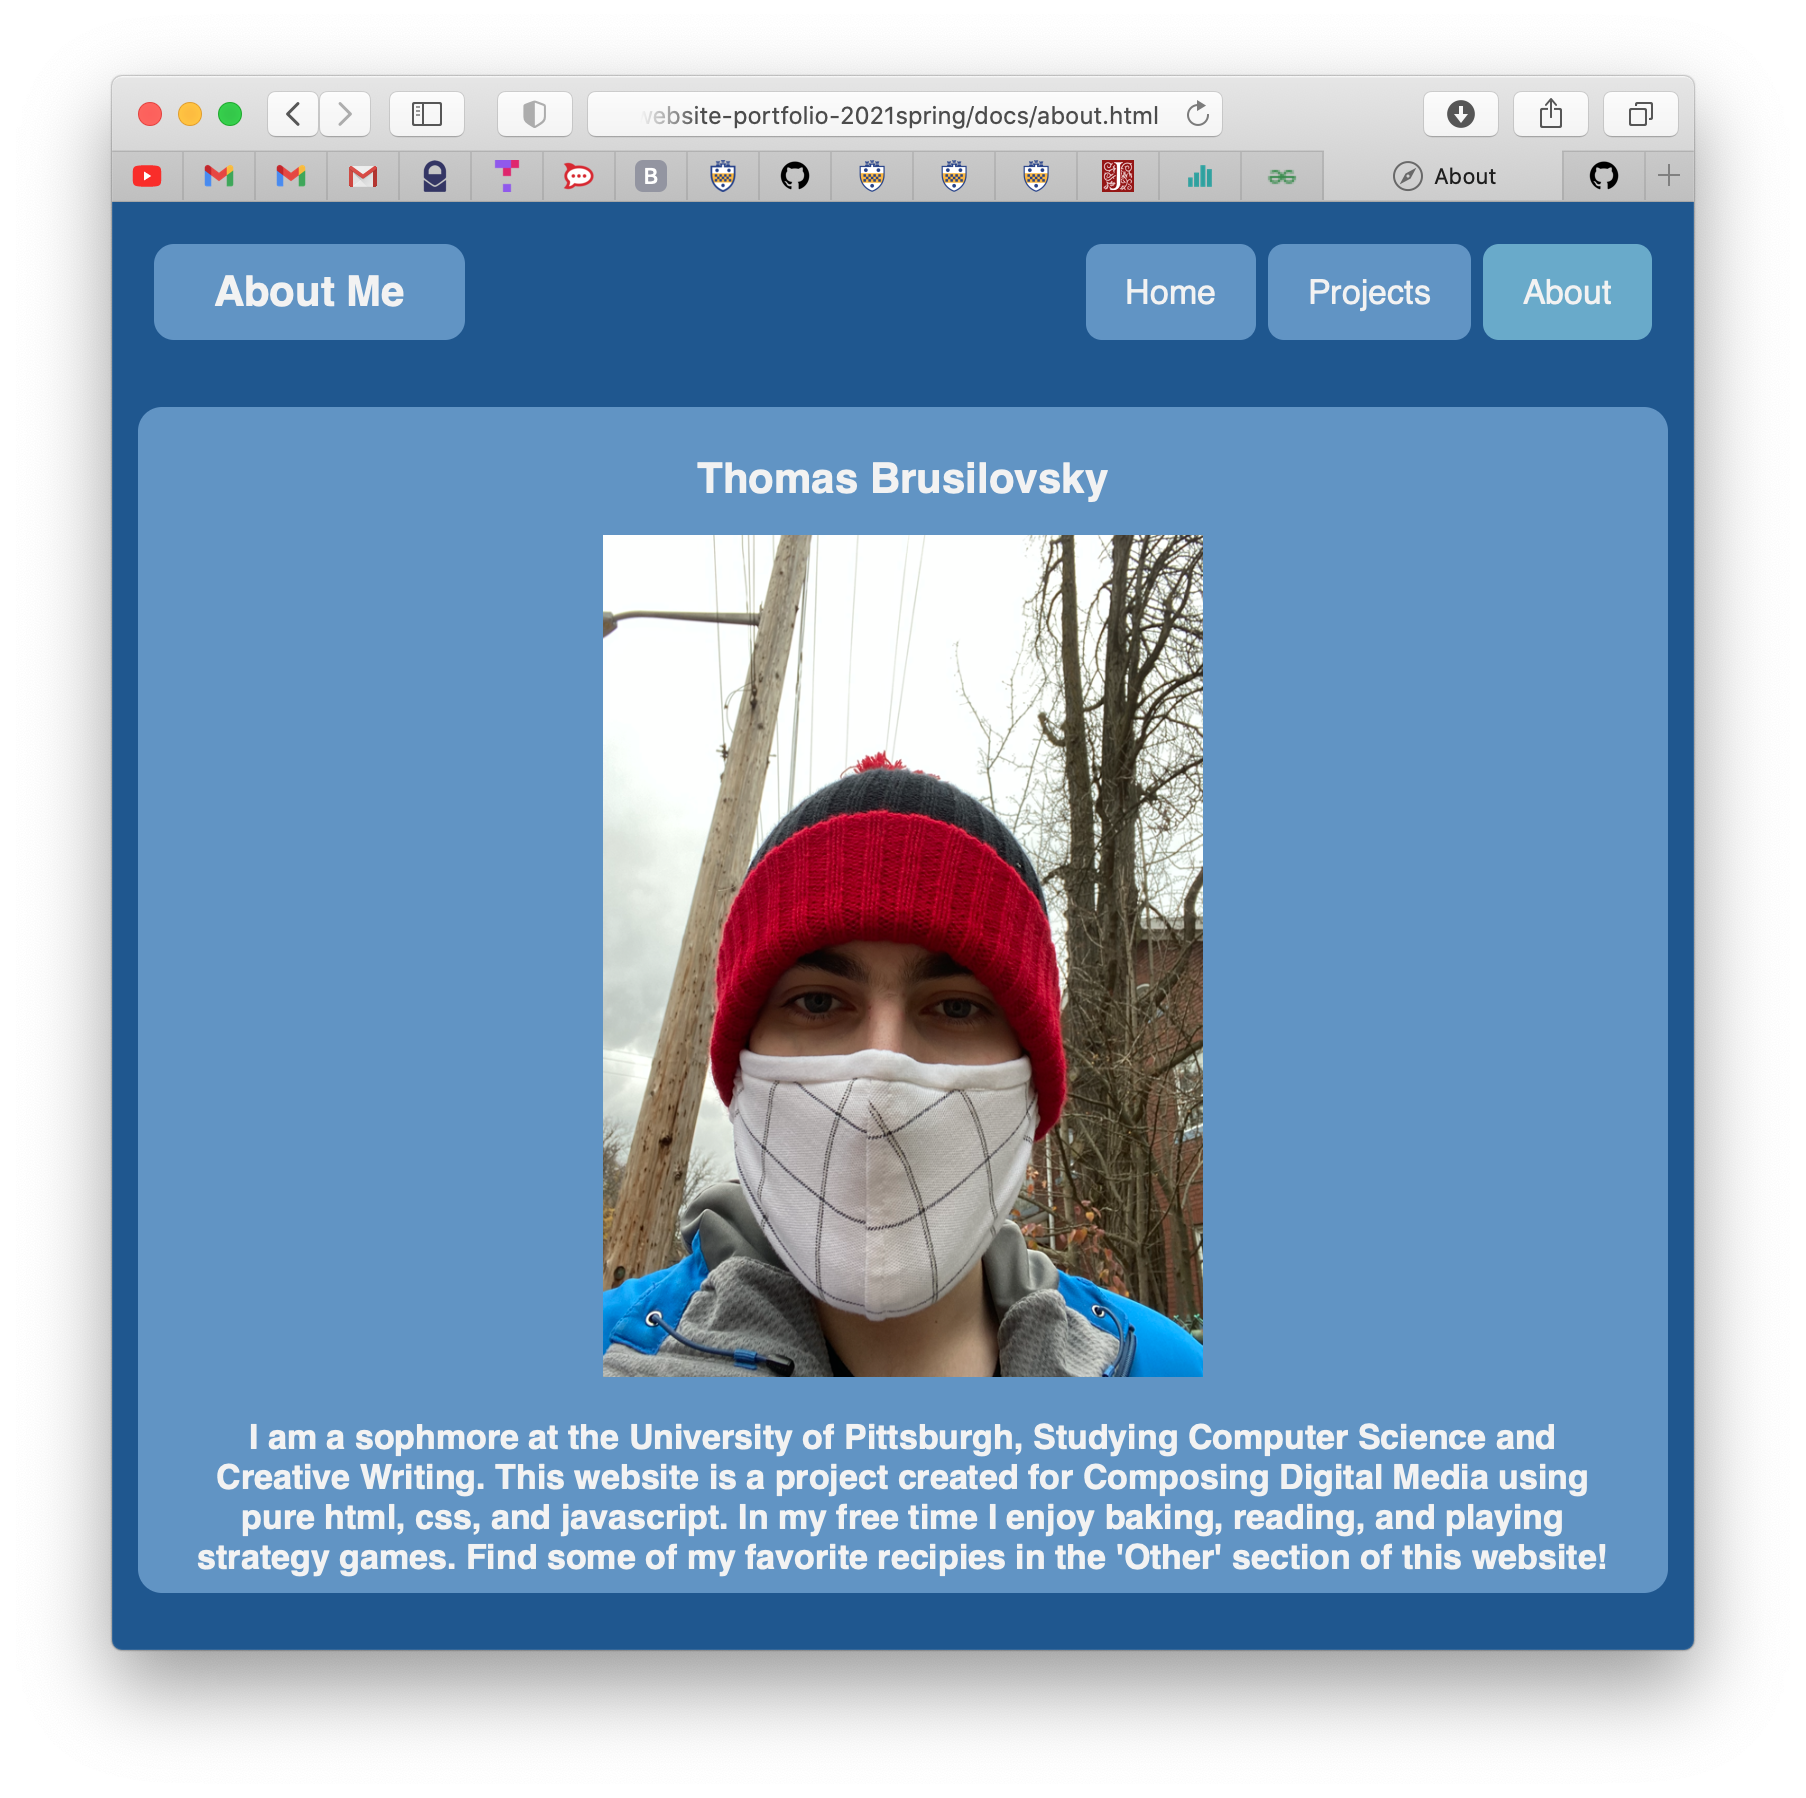 website-portfolio-2021spring/docs/about.html
B
J
About
About Me
Home
Projects
About
Thomas Brusilovsky
I am a sophmore at the University of Pittsburgh, Studying Computer Science and
Creative Writing. This website is a project created for Composing Digital Media using
pure html, css, and javascript. In my free time I enjoy baking, reading, and playing
strategy games. Find some of my favorite recipies in the 'Other' section of this website!